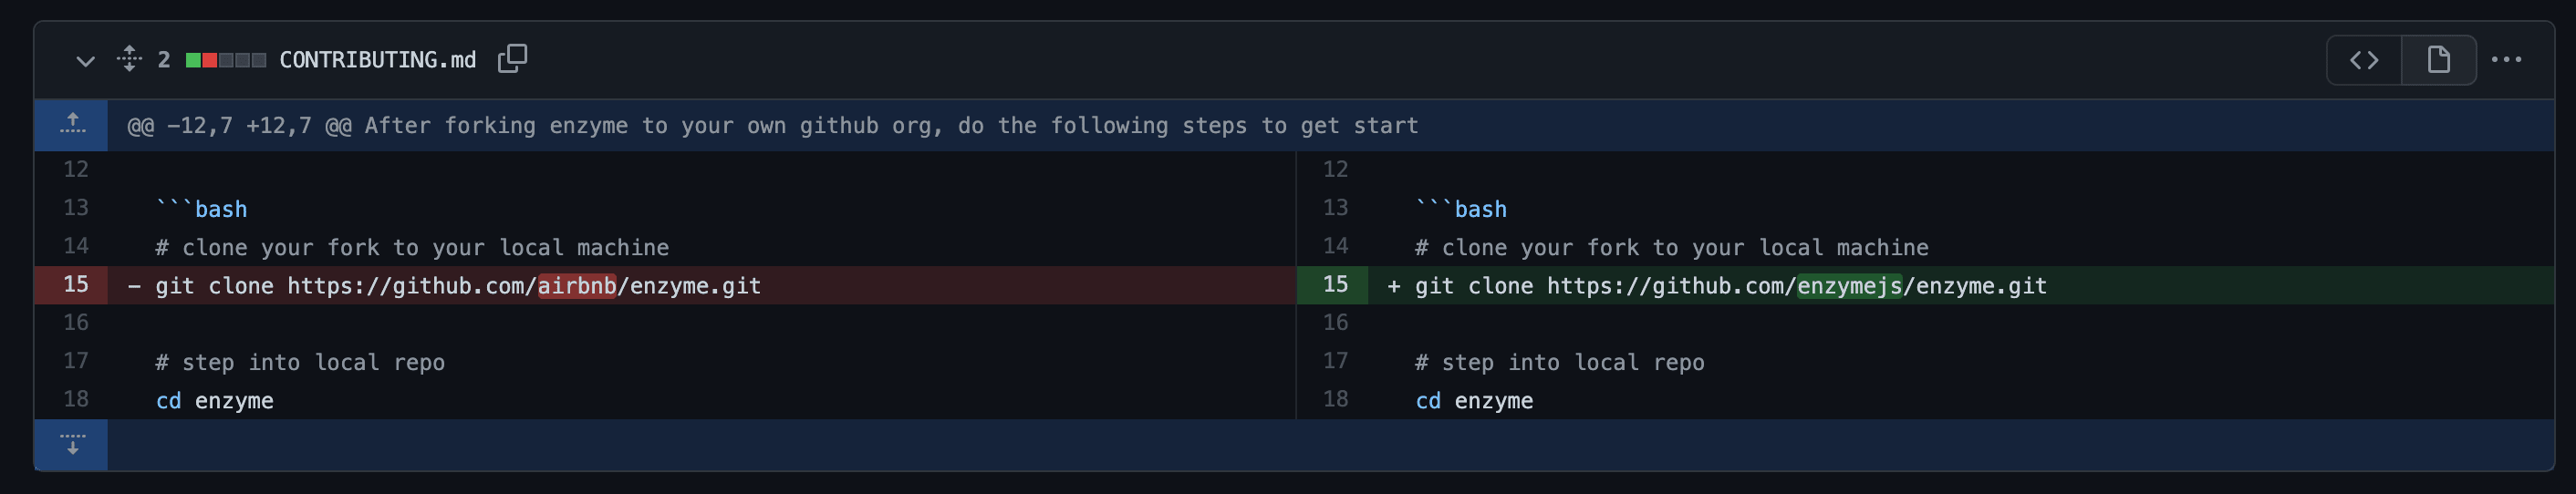 2 CONTRIBUTING.md
@@ -12,7 +12,7 @@ After forking enzyme to your own github org, do the following steps to get start
12
13 ```bash
14 # clone your fork to your local machine
15 - git clone https://github.com/airbnb/enzyme.git
16
17 # step into local repo
18 cd enzyme
12
13 ```bash
14 # clone your fork to your local machine
15 + git clone https://github.com/enzymejs/enzyme.git
16
17 # step into local repo
18 cd enzyme